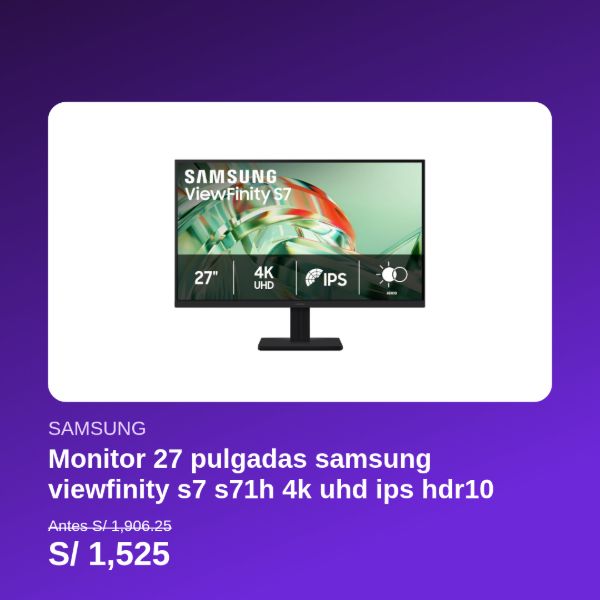 SAMSUNG
ViewFinity S7
27"
4K
UHD
IPS
SAMSUNG
Monitor 27 pulgadas samsung
viewfinity s7 s71h 4k uhd ips hdr10
Antes S/ 1,906.25
S/ 1,525